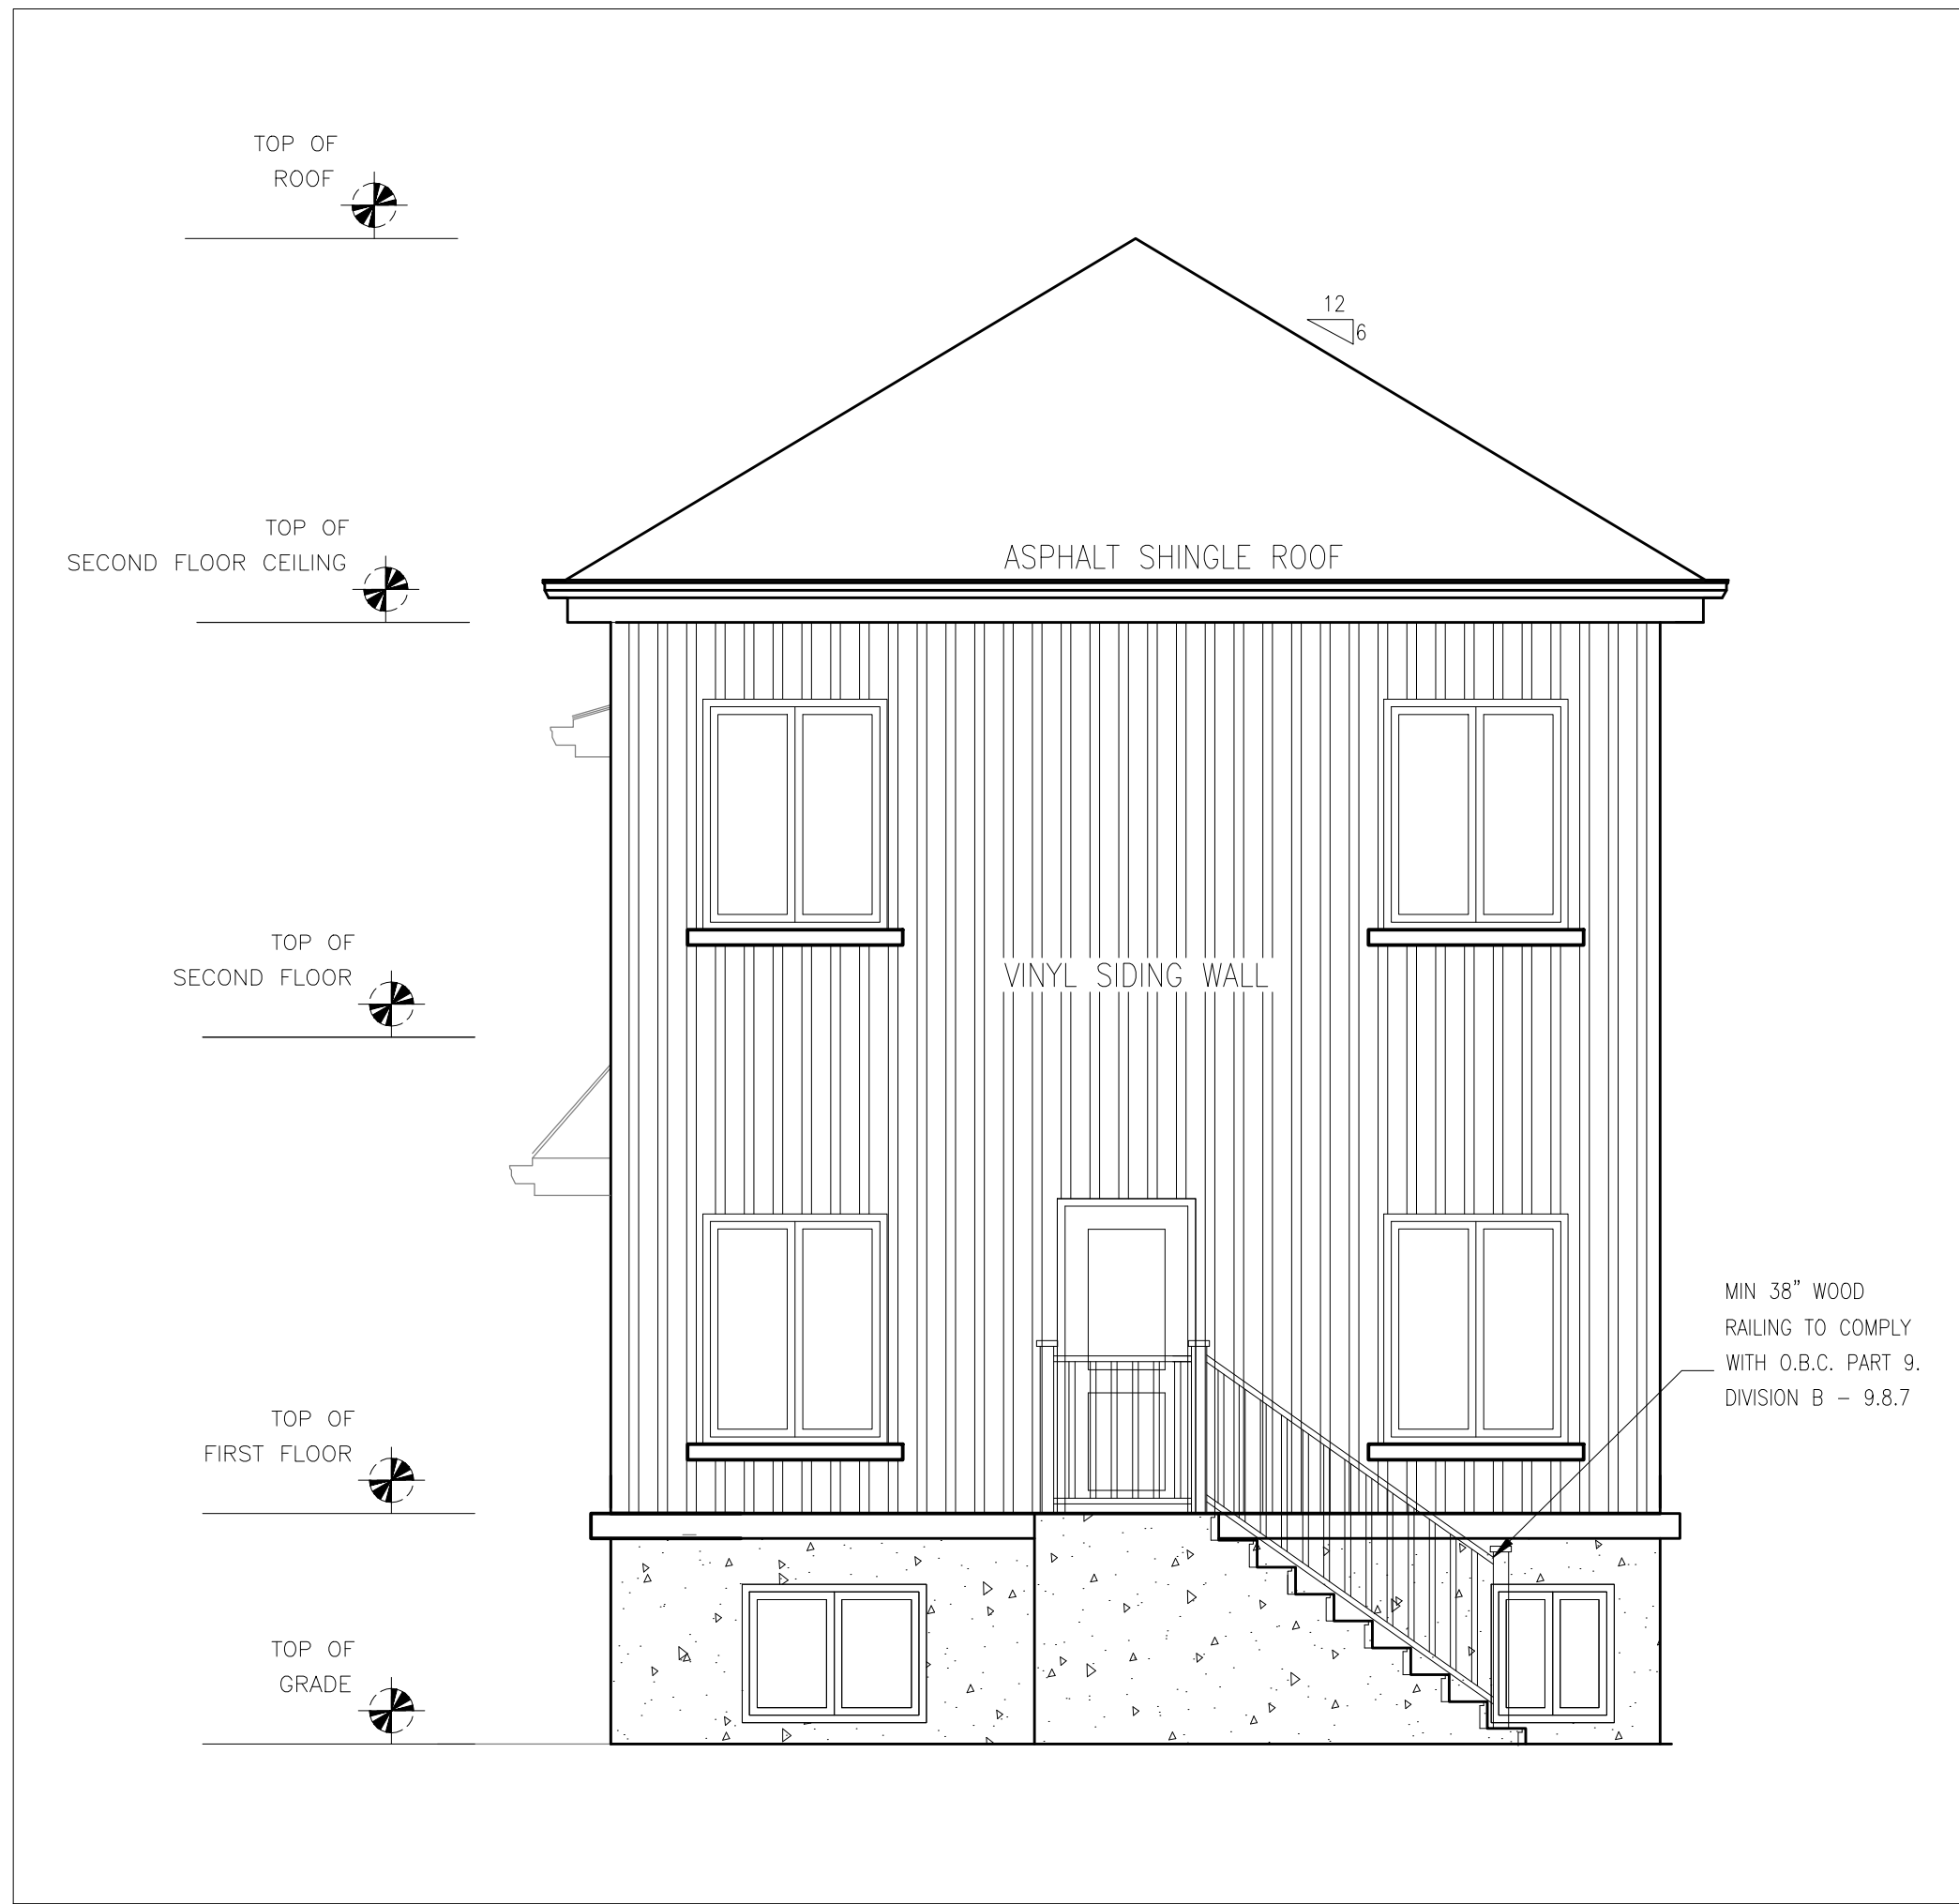 TOP OF
ROOF
12
6
TOP OF
SECOND FLOOR CEILING
ASPHALT SHINGLE ROOF
TOP OF
SECOND FLOOR
VINYL SIDING WALL
MIN 38” WOOD
RAILING TO COMPLY
WITH O.B.C. PART 9.
DIVISION B – 9.8.7
TOP OF
FIRST FLOOR
TOP OF
GRADE